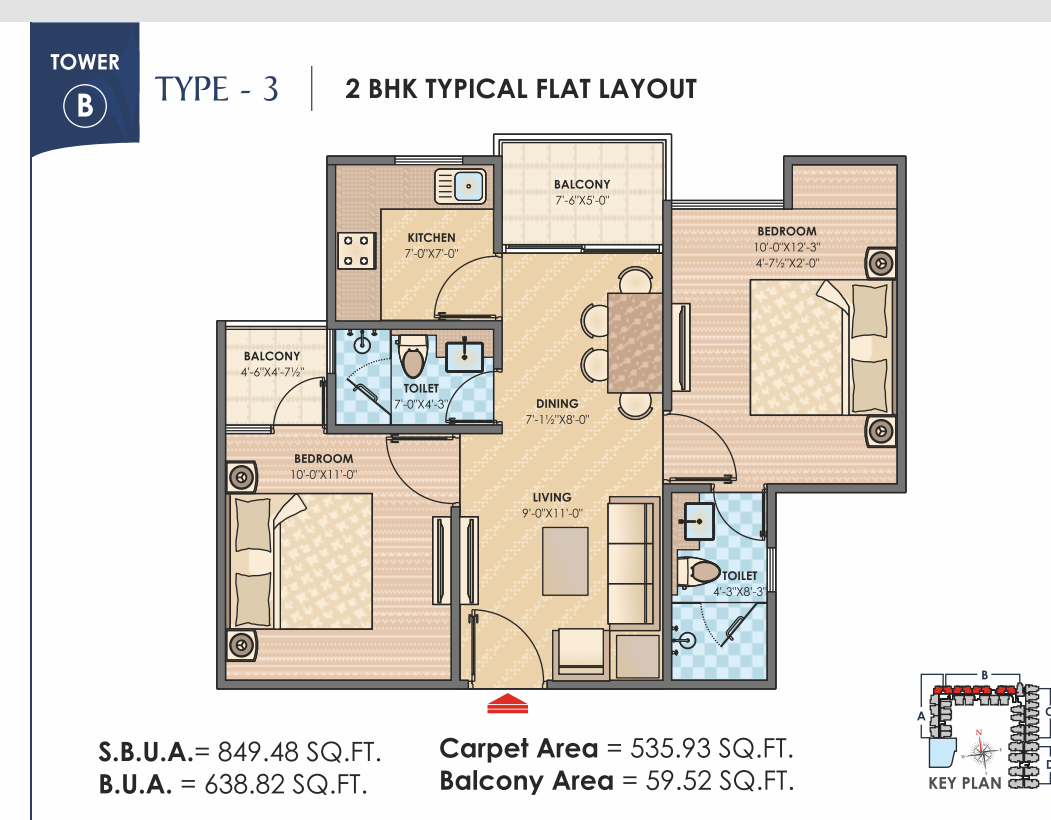 TOWER
B
TYPE - 3
2 BHK TYPICAL FLAT LAYOUT
BALCONY
7'-6"X5'-0"
KITCHEN
7'-0"X7'-0"
BEDROOM
10'-0"X12'-3"
4'-7½"X2'-0"
BALCONY
4'-6"X4'-7½"
TOILET
7'-0"X4'-3"
DINING
7'-1½"X8'-0"
BEDROOM
10'-0"X11'-0"
LIVING
9'-0"X11'-0"
TOILET
4'-3"X8'-3"
S.B.U.A.= 849.48 SQ.FT.
B.U.A. = 638.82 SQ.FT.
Carpet Area = 535.93 SQ.FT.
Balcony Area = 59.52 SQ.FT.
B
A
C
D
N
KEY PLAN